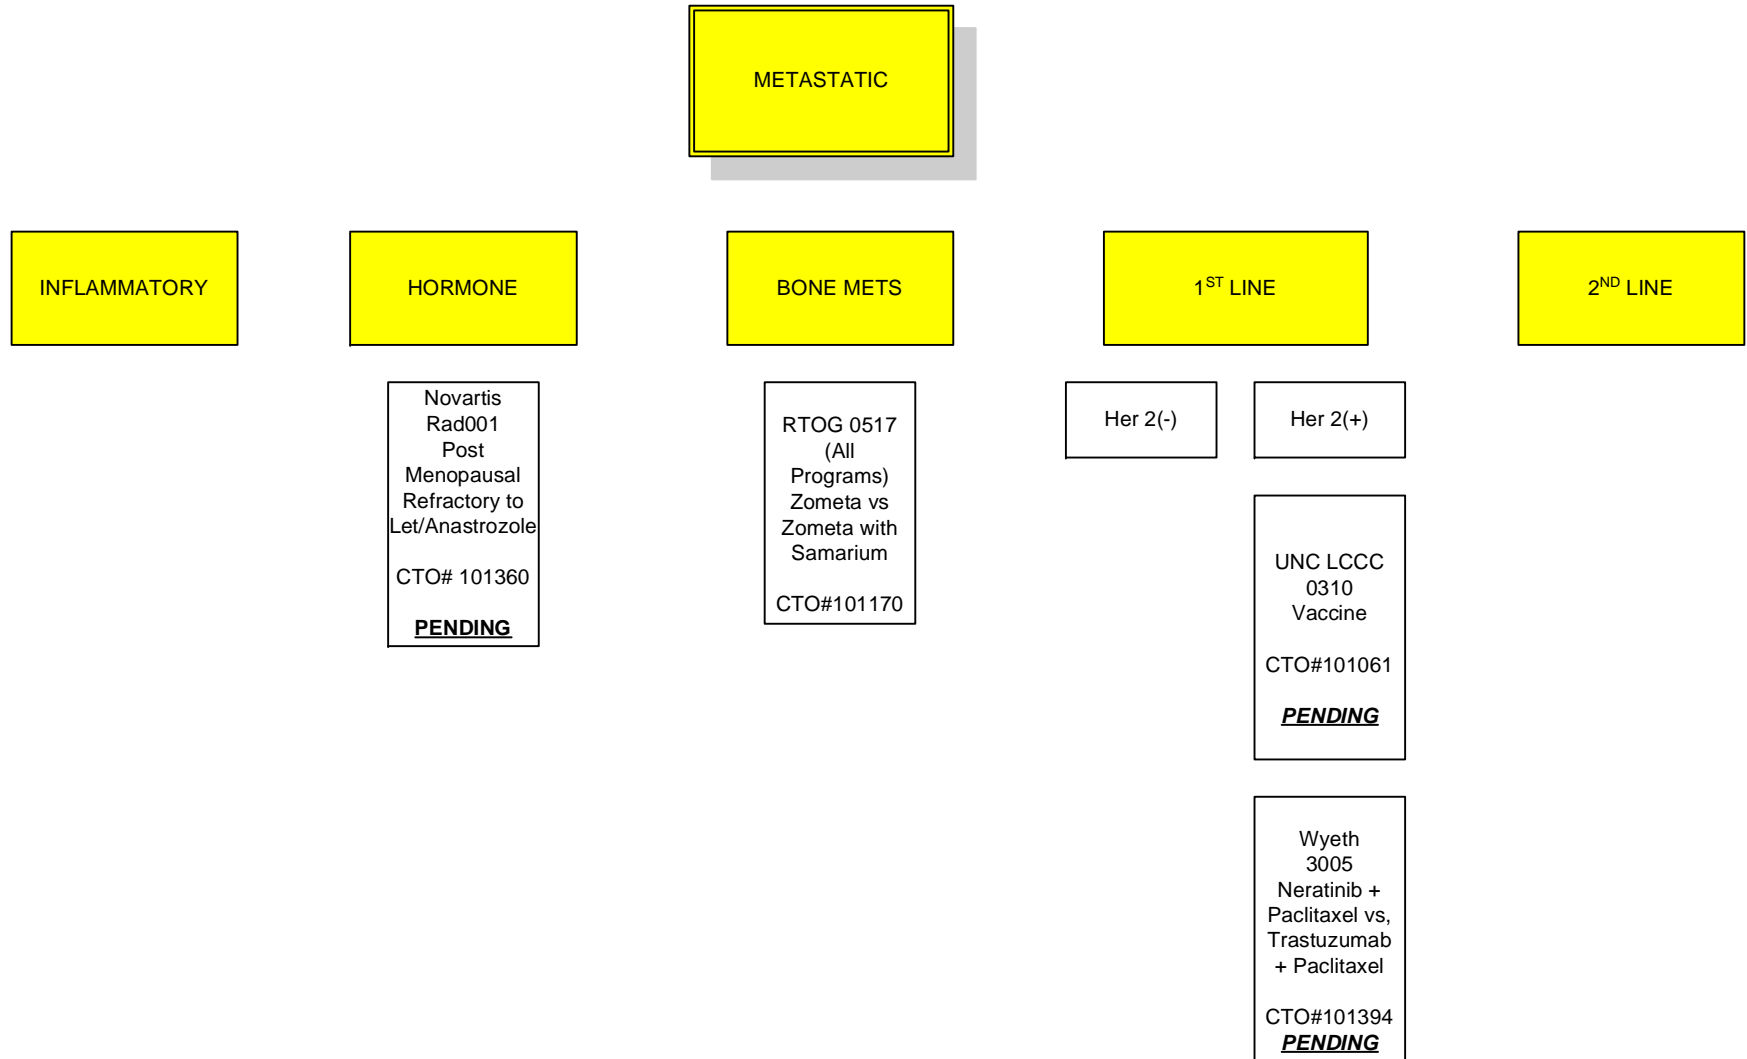 METASTATIC
INFLAMMATORY
HORMONE
BONE METS
1ST LINE
2ND LINE
Novartis
Rad001
Post
Menopausal
Refractory to
Let/Anastrozole
CTO# 101360
PENDING
RTOG 0517
(All
Programs)
Zometa vs
Zometa with
Samarium
CTO#101170
Her 2(-)
Her 2(+)
UNC LCCC
0310
Vaccine
CTO#101061
PENDING
Wyeth
3005
Neratinib +
Paclitaxel vs,
Trastuzumab
+ Paclitaxel
CTO#101394
PENDING